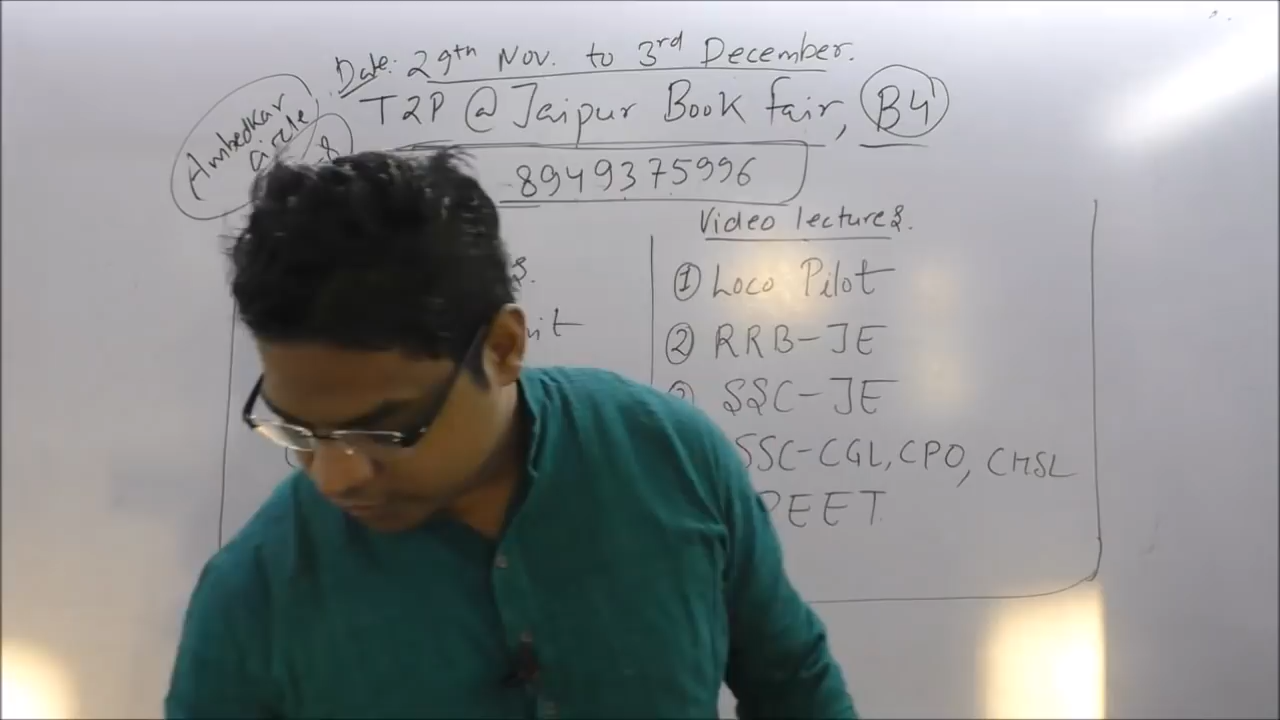 Date: 29th Nov. to 3rd December.
T2P @ Jaipur Book fair, B4
Ambedkar
circle
8949375996
Video lectures.
① Loco Pilot
② RRB-JE
SSC-JE
SSC-CGL, CPO, CHSL